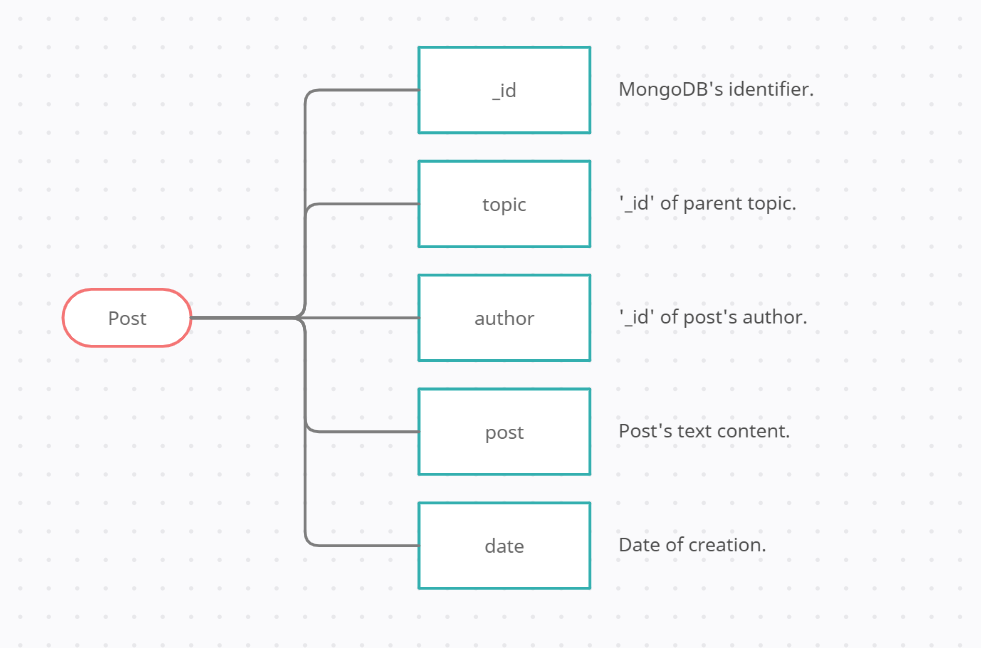 _id
MongoDB's identifier.
topic
'_id' of parent topic.
Post
author
'_id' of post's author.
post
Post's text content.
date
Date of creation.